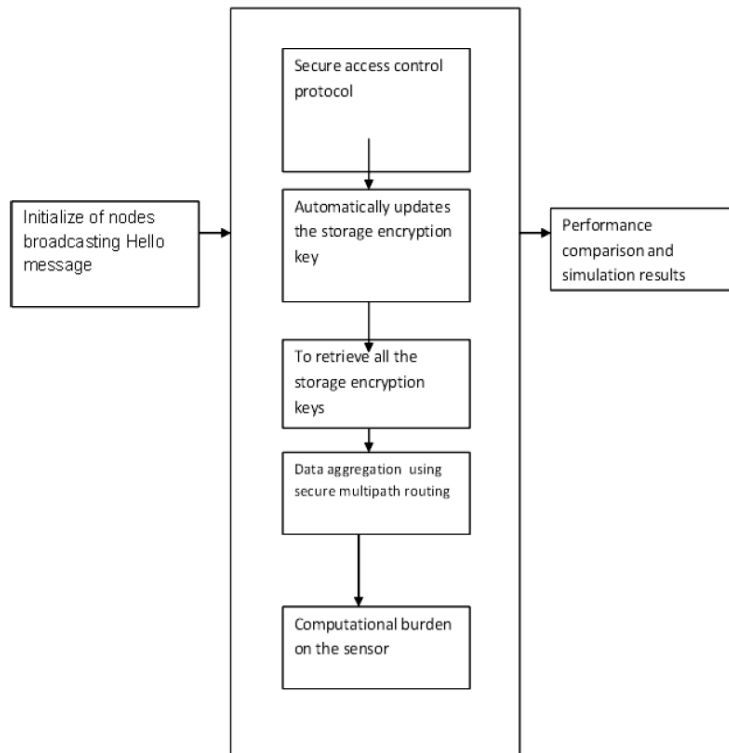 Initialize of nodes
broadcasting Hello
message
Secure access control
protocol
Automatically updates
the storage encryption
key
To retrieve all the
storage encryption
keys
Data aggregation using
secure multipath routing
Computational burden
on the sensor
Performance
comparison and
simulation results